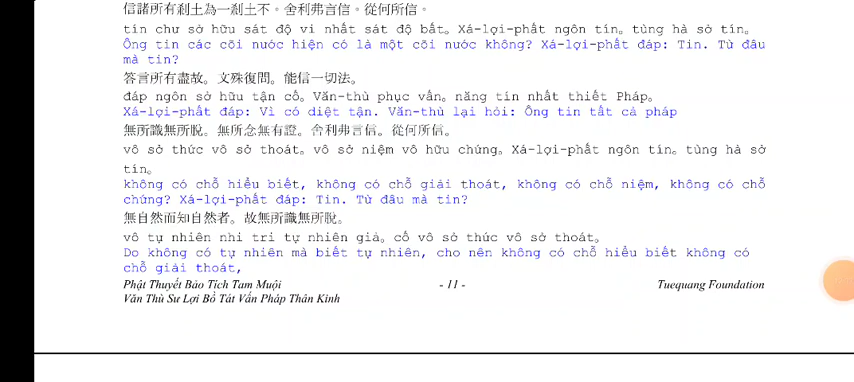 信諸所有剎土為一剎土不。舍利弗言信。從何所信。
tín chư sở hữu sát độ vi nhất sát độ bất。Xá-lợi-phất ngôn tín。tùng hà sở tín。
Ông tin các cõi nước hiện có là một cõi nước không? Xá-lợi-phất đáp: Tin. Từ đâu
mà tin?
答言所有盡故。文殊復問。能信一切法。
đáp ngôn sở hữu tận cố。Văn-thù phục vấn。năng tín nhất thiết Pháp。
Xá-lợi-phất đáp: Vì có diệt tận. Văn-thù lại hỏi: Ông tin tất cả pháp
無所識無所脫。無所念無有證。舍利弗言信。從何所信。
vô sở thức vô sở thoát。vô sở niệm vô hữu chứng。Xá-lợi-phất ngôn tín。tùng hà sở
tín。
không có chỗ hiểu biết, không có chỗ giải thoát, không có chỗ niệm, không có chỗ
chứng? Xá-lợi-phất đáp: Tin. Từ đâu mà tin?
無自然而知自然者。故無所識無所脫。
vô tự nhiên nhi tri tự nhiên giả。cố vô sở thức vô sở thoát。
Do không có tự nhiên mà biết tự nhiên, cho nên không có chỗ hiểu biết không có
chỗ giải thoát,
Phật Thuyết Bảo Tích Tam Muội - 11 - Tuequang Foundation
Văn Thù Sư Lợi Bồ Tát Vấn Pháp Thân Kinh